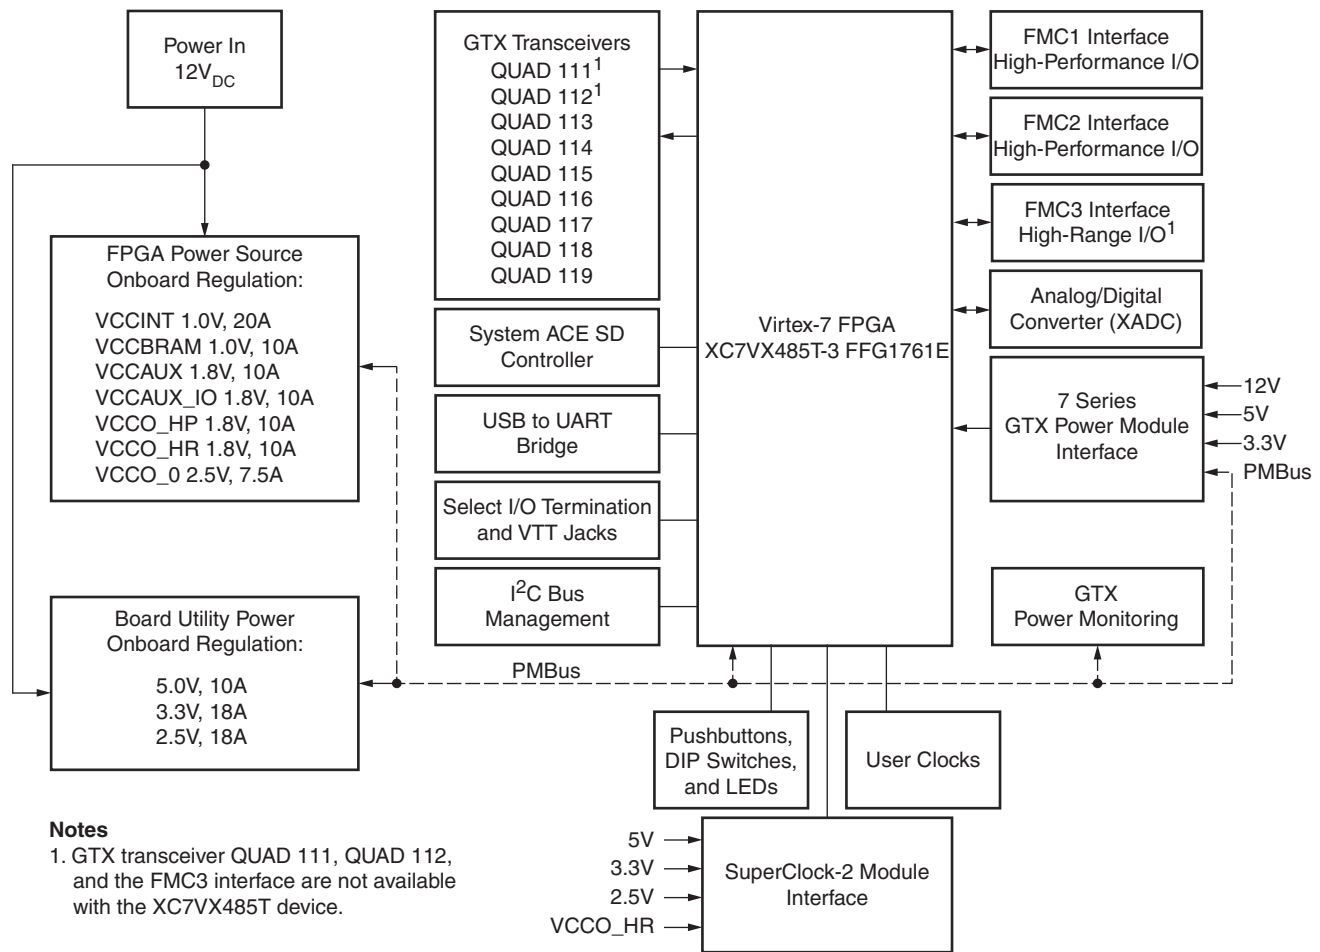 Power In
12VDC
FPGA Power Source
Onboard Regulation:
VCCINT 1.0V, 20A
VCCBRAM 1.0V, 10A
VCCAUX 1.8V, 10A
VCCAUX_IO 1.8V, 10A
VCCO_HP 1.8V, 10A
VCCO_HR 1.8V, 10A
VCCO_0 2.5V, 7.5A
Board Utility Power
Onboard Regulation:
5.0V, 10A
3.3V, 18A
2.5V, 18A
GTX Transceivers
QUAD 111¹
QUAD 112¹
QUAD 113
QUAD 114
QUAD 115
QUAD 116
QUAD 117
QUAD 118
QUAD 119
System ACE SD
Controller
USB to UART
Bridge
Select I/O Termination
and VTT Jacks
I²C Bus
Management
PMBus
Virtex-7 FPGA
XC7VX485T-3 FFG1761E
FMC1 Interface
High-Performance I/O
FMC2 Interface
High-Performance I/O
FMC3 Interface
High-Range I/O¹
Analog/Digital
Converter (XADC)
7 Series
GTX Power Module
Interface
12V
5V
3.3V
PMBus
GTX
Power Monitoring
Pushbuttons,
DIP Switches,
and LEDs
User Clocks
5V
3.3V
2.5V
VCCO_HR
SuperClock-2 Module
Interface
Notes
1. GTX transceiver QUAD 111, QUAD 112,
and the FMC3 interface are not available
with the XC7VX485T device.